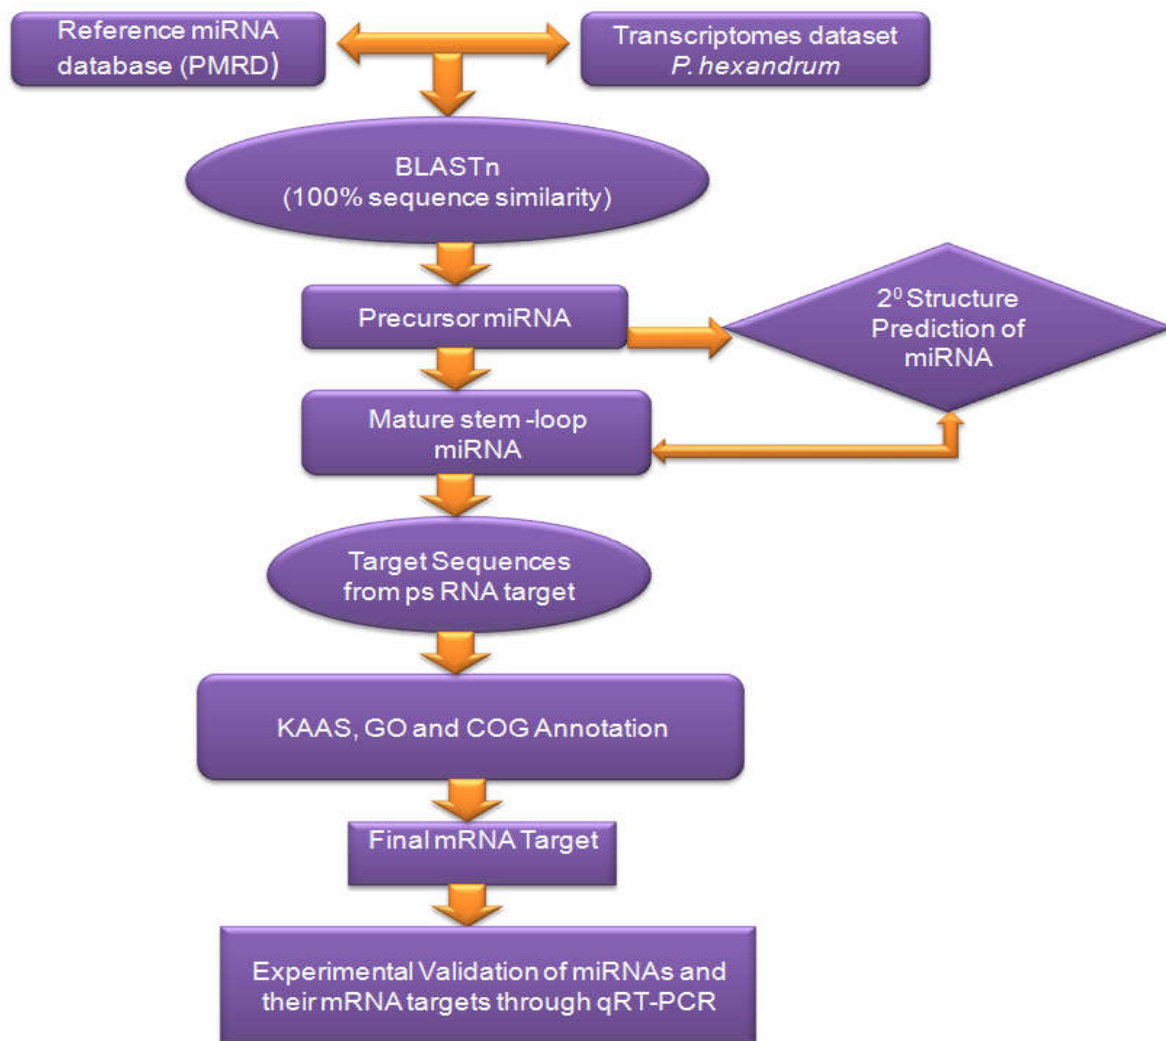 Reference miRNA
database (PMRD)
Transcriptomes dataset
P. hexandrum
BLASTn
(100% sequence similarity)
Precursor miRNA
2⁰ Structure
Prediction of
miRNA
Mature stem -loop
miRNA
Target Sequences
from ps RNA target
KAAS, GO and COG Annotation
Final mRNA Target
Experimental Validation of miRNAs and
their mRNA targets through qRT-PCR